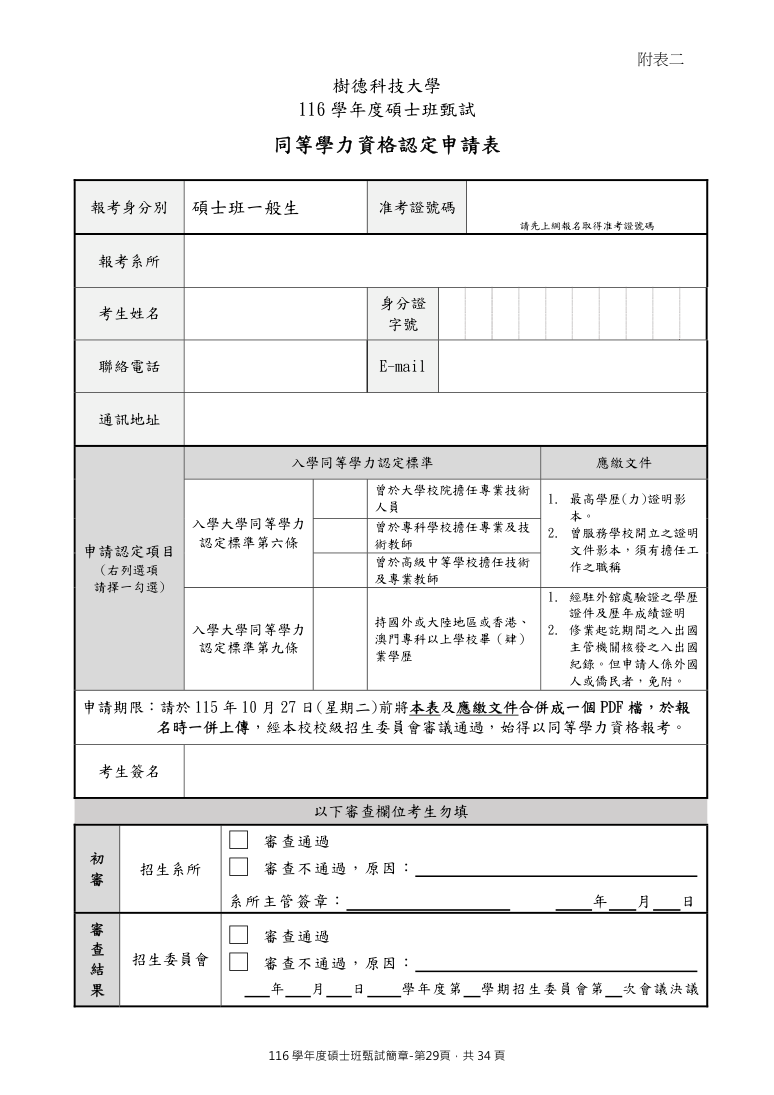 附表二
樹德科技大學
116 學年度碩士班甄試
同等學力資格認定申請表
報考身分別
碩士班一般生
准考證號碼
請先上網報名取得准考證號碼
報考系所
考生姓名
身分證
字號
聯絡電話
E-mail
通訊地址
申請認定項目
(右列選項
請擇一勾選)
入學同等學力認定標準
應繳文件
入學大學同等學力
認定標準第六條
曾於大學校院擔任專業技術
人員
曾於專科學校擔任專業及技
術教師
曾於高級中等學校擔任技術
及專業教師
1. 最高學歷(力)證明影
本。
2. 曾服務學校開立之證明
文件影本，須有擔任工
作之職稱
入學大學同等學力
認定標準第九條
持國外或大陸地區或香港、
澳門專科以上學校畢（肄）
業學歷
1. 經駐外館處驗證之學歷
證件及歷年成績證明
2. 修業起訖期間之入出國
主管機關核發之入出國
紀錄。但申請人係外國
人或僑民者，免附。
申請期限：請於 115 年 10 月 27 日(星期二)前將本表及應繳文件合併成一個 PDF 檔，於報
名時一併上傳，經本校校級招生委員會審議通過，始得以同等學力資格報考。
考生簽名
以下審查欄位考生勿填
初
審
招生系所
審查通過
審查不通過，原因：
系所主管簽章： 年 月 日
審
查
結
果
招生委員會
審查通過
審查不通過，原因：
年 月 日 學年度第 學期招生委員會第 次會議決議
116 學年度碩士班甄試簡章-第29頁，共 34 頁